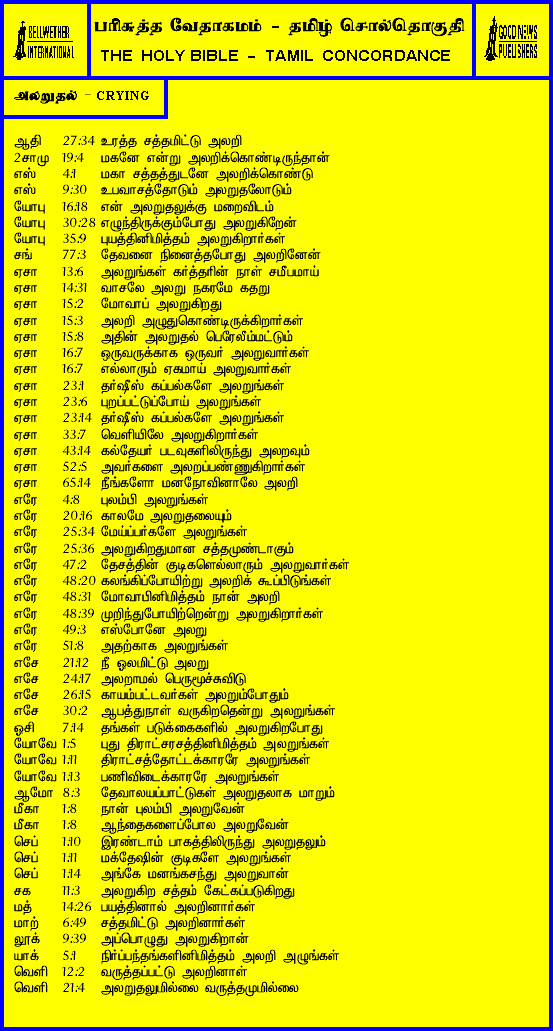 BELLWETHER INTERNATIONAL
பரிசுத்த வேதாகமம் - தமிழ் சொல்தொகுதி
THE HOLY BIBLE - TAMIL CONCORDANCE
GOOD NEWS PUBLISHERS
அலறுதல் - CRYING
ஆதி 27:34 உரத்த சத்தமிட்டு அலறி
2சாமு 19:4 மகனே என்று அலறிக்கொண்டிருந்தான்
எஸ் 4:1 மகா சத்தத்துடனே அலறிக்கொண்டு
எஸ் 9:30 உபவாசத்தோடும் அலறுதலோடும்
யோபு 16:18 என் அலறுதலுக்கு மறைவிடம்
யோபு 30:28 எழுந்திருக்கும்போது அலறுகிறேன்
யோபு 35:9 புயத்தினிமித்தம் அலறுகிறார்கள்
சங் 77:3 தேவனை நினைத்தபோது அலறினேன்
ஏசா 13:6 அலறுங்கள் கர்த்தரின் நாள் சமீபமாய்
ஏசா 14:31 வாசலே அலறு நகரமே கதறு
ஏசா 15:2 மோவாப் அலறுகிறது
ஏசா 15:3 அலறி அழுதுகொண்டிருக்கிறார்கள்
ஏசா 15:8 அதின் அலறுதல் பெரேலீம்மட்டும்
ஏசா 16:7 ஒருவருக்காக ஒருவர் அலறுவார்கள்
ஏசா 16:7 எல்லாரும் ஏகமாய் அலறுவார்கள்
ஏசா 23:1 தர்ஷீஸ் கப்பல்களே அலறுங்கள்
ஏசா 23:6 புறப்பட்டுப்போய் அலறுங்கள்
ஏசா 23:14 தர்ஷீஸ் கப்பல்களே அலறுங்கள்
ஏசா 33:7 வெளியிலே அலறுகிறார்கள்
ஏசா 43:14 கல்தேயர் படவுகளிலிருந்து அலறவும்
ஏசா 52:5 அவர்களை அலறப்பண்ணுகிறார்கள்
ஏசா 65:14 நீங்களோ மனநோவினாலே அலறி
எரே 4:8 புலம்பி அலறுங்கள்
எரே 20:16 காலமே அலறுதலையும்
எரே 25:34 மேய்ப்பர்களே அலறுங்கள்
எரே 25:36 அலறுகிறதுமான சத்தமுண்டாகும்
எரே 47:2 தேசத்தின் குடிகளெல்லாரும் அலறுவார்கள்
எரே 48:20 கலங்கிப்போயிற்று அலறிக் கூப்பிடுங்கள்
எரே 48:31 மோவாபினிமித்தம் நான் அலறி
எரே 48:39 முறிந்துபோயிற்றென்று அலறுகிறார்கள்
எரே 49:3 எஸ்போனே அலறு
எரே 51:8 அதற்காக அலறுங்கள்
எசே 21:12 நீ ஓலமிட்டு அலறு
எசே 24:17 அலறாமல் பெருமூச்சுவிடு
எசே 26:15 காயம்பட்டவர்கள் அலறும்போதும்
எசே 30:2 ஆபத்துநாள் வருகிறதென்று அலறுங்கள்
ஓசி 7:14 தங்கள் படுக்கைகளில் அலறுகிறபோது
யோவே 1:5 புது திராட்சரசத்தினிமித்தம் அலறுங்கள்
யோவே 1:11 திராட்சத்தோட்டக்காரரே அலறுங்கள்
யோவே 1:13 பணிவிடைக்காரரே அலறுங்கள்
ஆமோ 8:3 தேவாலயப்பாட்டுகள் அலறுதலாக மாறும்
மீகா 1:8 நான் புலம்பி அலறுவேன்
மீகா 1:8 ஆந்தைகளைப்போல அலறுவேன்
செப் 1:10 இரண்டாம் பாகத்திலிருந்து அலறுதலும்
செப் 1:11 மக்தேஷின் குடிகளே அலறுங்கள்
செப் 1:14 அங்கே மனங்கசந்து அலறுவான்
சக 11:3 அலறுகிற சத்தம் கேட்கப்படுகிறது
மத் 14:26 பயத்தினால் அலறினார்கள்
மாற் 6:49 சத்தமிட்டு அலறினார்கள்
லூக் 9:39 அப்பொழுது அலறுகிறான்
யாக் 5:1 நிர்ப்பந்தங்களினிமித்தம் அலறி அழுங்கள்
வெளி 12:2 வருத்தப்பட்டு அலறினாள்
வெளி 21:4 அலறுதலுமில்லை வருத்தமுமில்லை